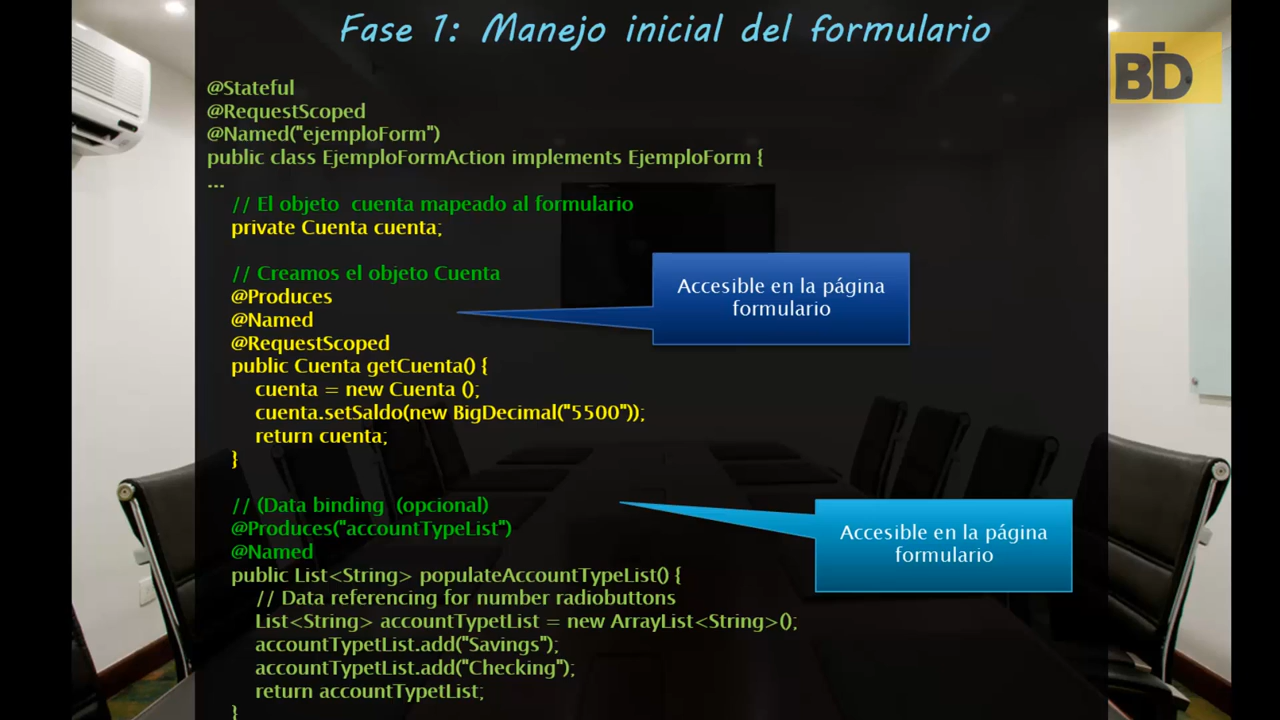 Fase 1: Manejo inicial del formulario
BID
@Stateful
@RequestScoped
@Named("ejemploForm")
public class EjemploFormAction implements EjemploForm {
...
// El objeto cuenta mapeado al formulario
private Cuenta cuenta;
// Creamos el objeto Cuenta
@Produces
@Named
@RequestScoped
public Cuenta getCuenta() {
cuenta = new Cuenta ();
cuenta.setSaldo(new BigDecimal("5500"));
return cuenta;
}
Accesible en la página
formulario
// (Data binding (opcional)
@Produces("accountTypeList")
@Named
public List<String> populateAccountTypeList() {
// Data referencing for number radiobuttons
List<String> accountTypetList = new ArrayList<String>();
accountTypetList.add("Savings");
accountTypetList.add("Checking");
return accountTypetList;
}
Accesible en la página
formulario